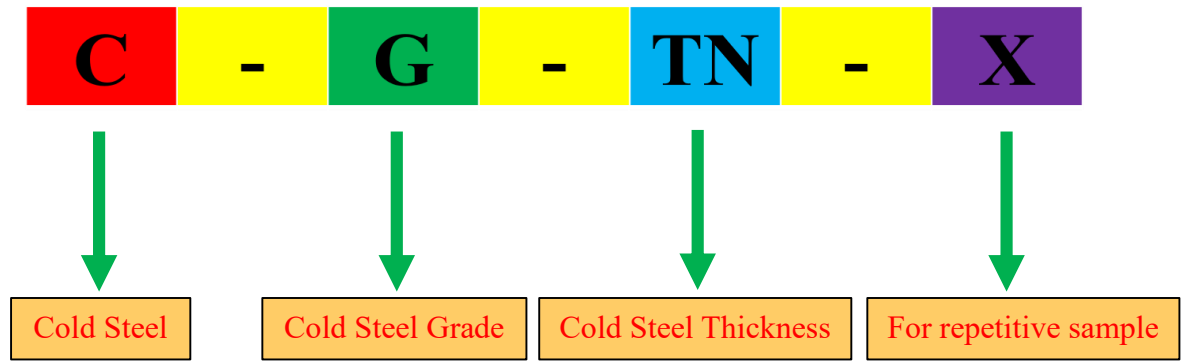 C - G - TN - X
Cold Steel Cold Steel Grade Cold Steel Thickness For repetitive sample